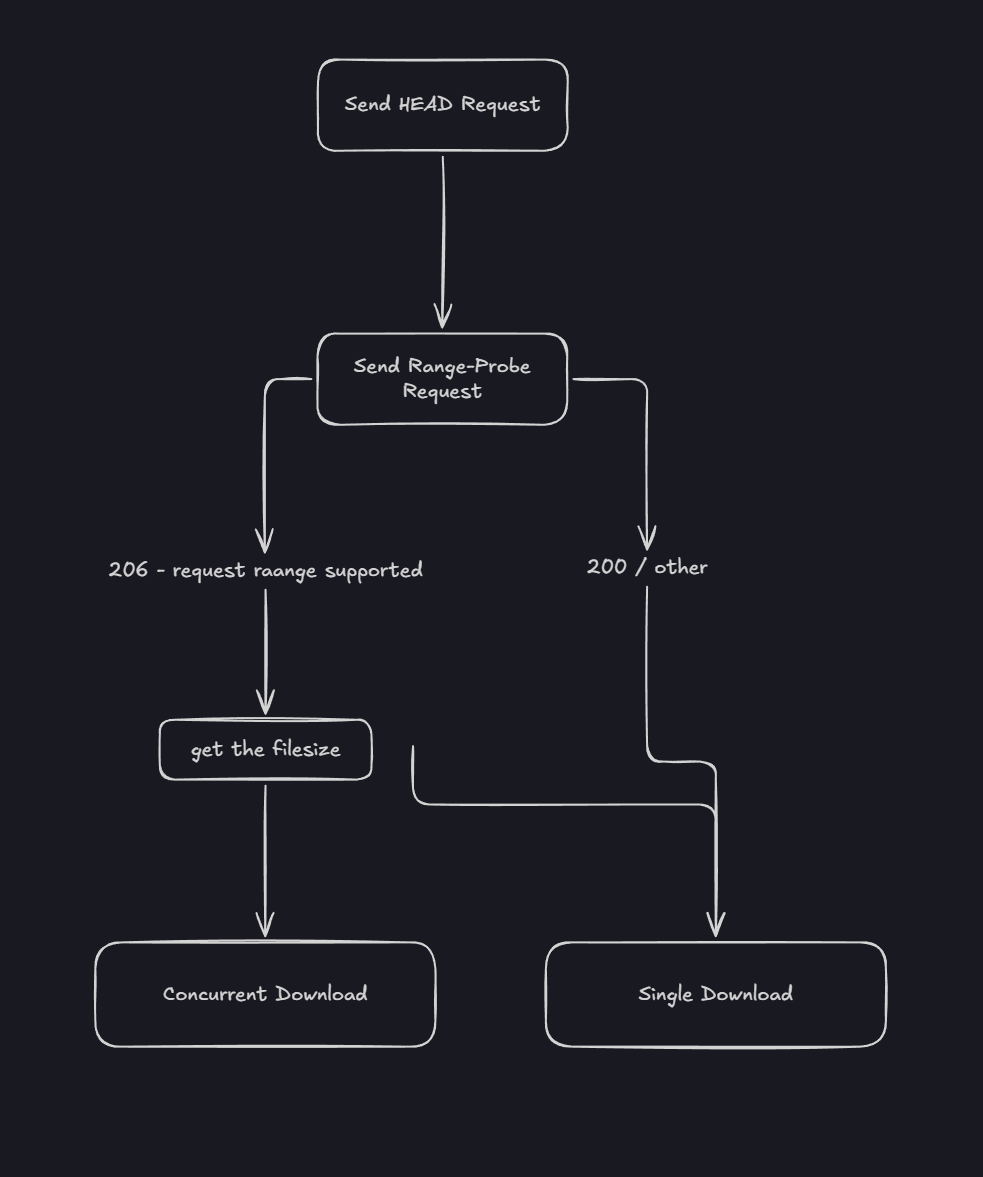 Send HEAD Request
Send Range-Probe
Request
206 - request raange supported
200 / other
get the filesize
Concurrent Download
Single Download